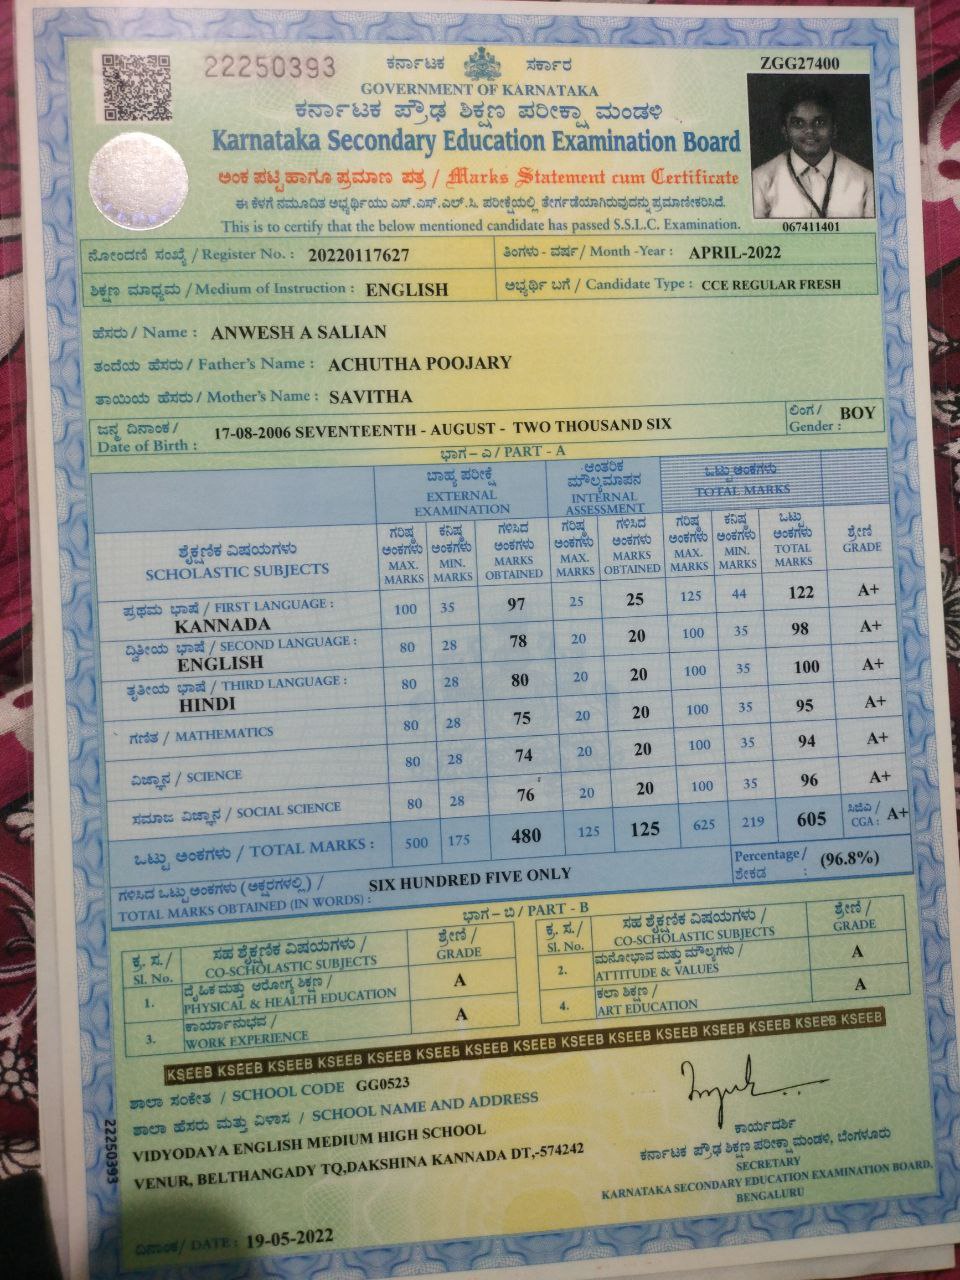 22250393
ಕರ್ನಾಟಕ ಸರ್ಕಾರ
GOVERNMENT OF KARNATAKA
ZGG27400
ಕರ್ನಾಟಕ ಪ್ರೌಢ ಶಿಕ್ಷಣ ಪರೀಕ್ಷಾ ಮಂಡಳಿ
Karnataka Secondary Education Examination Board
ಅಂಕ ಪಟ್ಟಿ ಹಾಗೂ ಪ್ರಮಾಣ ಪತ್ರ / Marks Statement cum Certificate
ಈ ಕೆಳಗೆ ನಮೂದಿತ ಅಭ್ಯರ್ಥಿಯು ಎಸ್.ಎಸ್.ಎಲ್.ಸಿ. ಪರೀಕ್ಷೆಯಲ್ಲಿ ತೇರ್ಗಡೆಯಾಗಿರುವುದನ್ನು ಪ್ರಮಾಣೀಕರಿಸಿದೆ.
This is to certify that the below mentioned candidate has passed S.S.L.C. Examination.
067411401
ನೋಂದಣಿ ಸಂಖ್ಯೆ / Register No. : 20220117627
ತಿಂಗಳು - ವರ್ಷ / Month -Year : APRIL-2022
ಶಿಕ್ಷಣ ಮಾಧ್ಯಮ / Medium of Instruction : ENGLISH
ಅಭ್ಯರ್ಥಿ ಬಗೆ / Candidate Type : CCE REGULAR FRESH
ಹೆಸರು / Name : ANWESH A SALIAN
ತಂದೆಯ ಹೆಸರು / Father's Name : ACHUTHA POOJARY
ತಾಯಿಯ ಹೆಸರು / Mother's Name : SAVITHA
ಜನ್ಮ ದಿನಾಂಕ / Date of Birth : 17-08-2006 SEVENTEENTH - AUGUST - TWO THOUSAND SIX
ಲಿಂಗ / Gender : BOY
ಭಾಗ – ಎ / PART - A
ಬಾಹ್ಯ ಪರೀಕ್ಷೆ EXTERNAL EXAMINATION
ಆಂತರಿಕ ಮೌಲ್ಯಮಾಪನ INTERNAL ASSESSMENT
ಒಟ್ಟು ಅಂಕಗಳು TOTAL MARKS
ಶೈಕ್ಷಣಿಕ ವಿಷಯಗಳು SCHOLASTIC SUBJECTS
ಗರಿಷ್ಠ ಅಂಕಗಳು MAX. MARKS
ಕನಿಷ್ಠ ಅಂಕಗಳು MIN. MARKS
ಗಳಿಸಿದ ಅಂಕಗಳು MARKS OBTAINED
ಗರಿಷ್ಠ ಅಂಕಗಳು MAX. MARKS
ಗಳಿಸಿದ ಅಂಕಗಳು MARKS OBTAINED
ಗರಿಷ್ಠ ಅಂಕಗಳು MAX. MARKS
ಕನಿಷ್ಠ ಅಂಕಗಳು MIN. MARKS
ಒಟ್ಟು ಅಂಕಗಳು TOTAL MARKS
ಶ್ರೇಣಿ GRADE
ಪ್ರಥಮ ಭಾಷೆ / FIRST LANGUAGE : KANNADA 100 35 97 25 25 125 44 122 A+
ದ್ವಿತೀಯ ಭಾಷೆ / SECOND LANGUAGE : ENGLISH 80 28 78 20 20 100 35 98 A+
ತೃತೀಯ ಭಾಷೆ / THIRD LANGUAGE : HINDI 80 28 80 20 20 100 35 100 A+
ಗಣಿತ / MATHEMATICS 80 28 75 20 20 100 35 95 A+
ವಿಜ್ಞಾನ / SCIENCE 80 28 74 20 20 100 35 94 A+
ಸಮಾಜ ವಿಜ್ಞಾನ / SOCIAL SCIENCE 80 28 76 20 20 100 35 96 A+
ಒಟ್ಟು ಅಂಕಗಳು / TOTAL MARKS : 500 175 480 125 125 625 219 605 ಸಿಜಿಎ / CGA : A+
ಗಳಿಸಿದ ಒಟ್ಟು ಅಂಕಗಳು (ಅಕ್ಷರಗಳಲ್ಲಿ) /
TOTAL MARKS OBTAINED (IN WORDS) : SIX HUNDRED FIVE ONLY
Percentage/ ಶೇಕಡ : (96.8%)
ಭಾಗ – ಬಿ / PART - B
ಕ್ರ. ಸ./ Sl. No. ಸಹ ಶೈಕ್ಷಣಿಕ ವಿಷಯಗಳು / CO-SCHOLASTIC SUBJECTS ಶ್ರೇಣಿ / GRADE
ಕ್ರ. ಸ./ Sl. No. ಸಹ ಶೈಕ್ಷಣಿಕ ವಿಷಯಗಳು / CO-SCHOLASTIC SUBJECTS ಶ್ರೇಣಿ / GRADE
1. ದೈಹಿಕ ಮತ್ತು ಆರೋಗ್ಯ ಶಿಕ್ಷಣ / PHYSICAL & HEALTH EDUCATION A
2. ಮನೋಭಾವ ಮತ್ತು ಮೌಲ್ಯಗಳು / ATTITUDE & VALUES A
3. ಕಾರ್ಯಾನುಭವ / WORK EXPERIENCE A
4. ಕಲಾ ಶಿಕ್ಷಣ / ART EDUCATION A
KSEEB KSEEB KSEEB KSEEB KSEEB KSEEB KSEEB KSEEB KSEEB KSEEB KSEEB KSEEB KSEEB KSEEB KSEEB
ಶಾಲಾ ಸಂಕೇತ / SCHOOL CODE GG0523
ಶಾಲಾ ಹೆಸರು ಮತ್ತು ವಿಳಾಸ / SCHOOL NAME AND ADDRESS
VIDYODAYA ENGLISH MEDIUM HIGH SCHOOL
VENUR, BELTHANGADY TQ,DAKSHINA KANNADA DT,-574242
22250393
ಕಾರ್ಯದರ್ಶಿ
ಕರ್ನಾಟಕ ಪ್ರೌಢ ಶಿಕ್ಷಣ ಪರೀಕ್ಷಾ ಮಂಡಳಿ, ಬೆಂಗಳೂರು
SECRETARY
KARNATAKA SECONDARY EDUCATION EXAMINATION BOARD,
BENGALURU
ದಿನಾಂಕ/ DATE : 19-05-2022